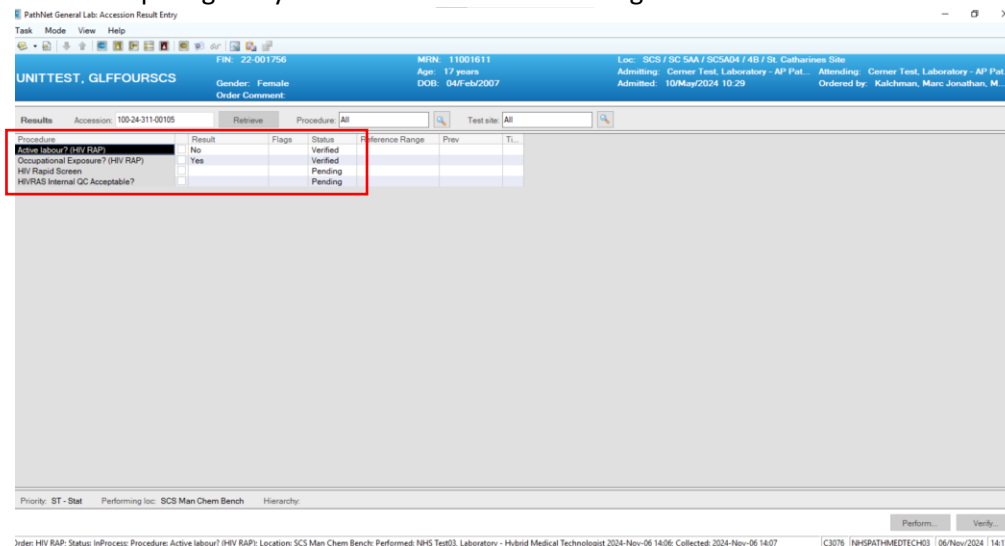 PathNet General Lab: Accession Result Entry
Task Mode View Help
FIN: 22-001756 MRN: 11001611 Loc: SCS / SC 5AA / SC5A04 / 4B / St. Catharines Site
UNITTEST, GLFFOURSCS Age: 17 years Admitting: Cerner Test, Laboratory - AP Pat... Attending: Cerner Test, Laboratory - AP Pat
Gender: Female DOB: 04/Feb/2007 Admitted: 10/May/2024 10:29 Ordered by: Kalchman, Marc Jonathan, M...
Order Comment:
Results Accession: 100-24-311-00105 Retrieve Procedure: All Test site: All
Procedure Result Flags Status Reference Range Prev Ti...
Active labour? (HIV RAP) No Verified
Occupational Exposure? (HIV RAP) Yes Verified
HIV Rapid Screen Pending
HIVRAS Internal QC Acceptable? Pending
Priority: ST - Stat Performing loc: SCS Man Chem Bench Hierarchy:
Perform... Verify...
Order: HIV RAP: Status: InProcess: Procedure: Active labour? (HIV RAP): Location: SCS Man Chem Bench: Performed: NHS Test03, Laboratory - Hybrid Medical Technologist 2024-Nov-06 14:06: Collected: 2024-Nov-06 14:07 C3076 NHSPATHMEDTECH03 06/Nov/2024